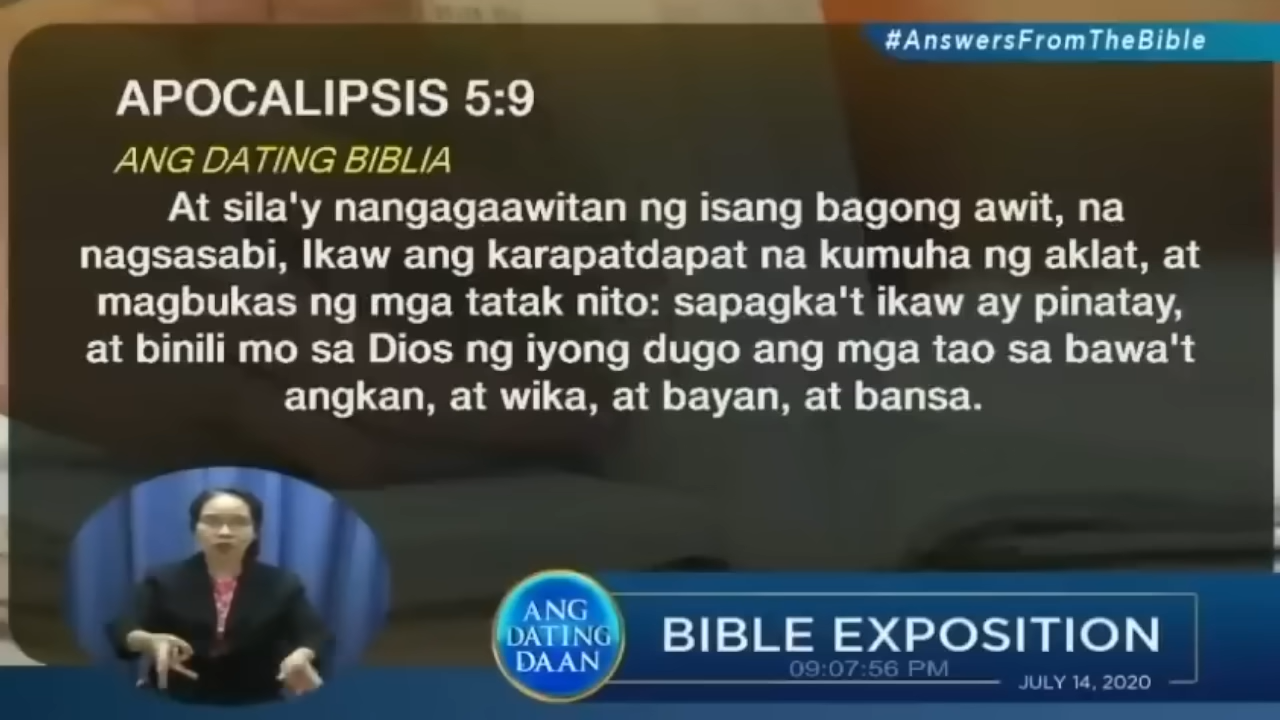 #AnswersFromTheBible
APOCALIPSIS 5:9
ANG DATING BIBLIA
At sila'y nangagaawitan ng isang bagong awit, na
nagsasabi, Ikaw ang karapatdapat na kumuha ng aklat, at
magbukas ng mga tatak nito: sapagka't ikaw ay pinatay,
at binili mo sa Dios ng iyong dugo ang mga tao sa bawa't
angkan, at wika, at bayan, at bansa.
ANG
DATING
DAAN
BIBLE EXPOSITION
09:07:56 PM
JULY 14, 2020